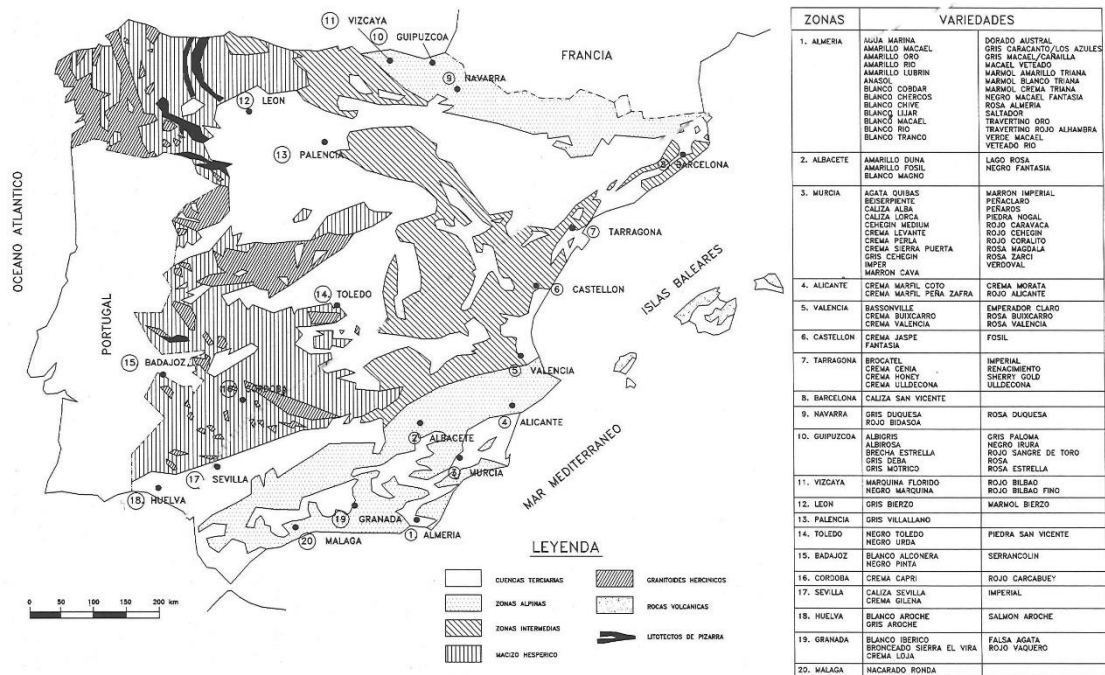 11 VIZCAYA
10 GUIPUZCOA
FRANCIA
9 NAVARRA
12 LEON
13 PALENCIA
8 BARCELONA
7 TARRAGONA
OCEANO ATLANTICO
6 CASTELLON
ISLAS BALEARES
14 TOLEDO
PORTUGAL
15 BADAJOZ
5 VALENCIA
16 CORDOBA
4 ALICANTE
2 ALBACETE
MAR MEDITERRANEO
3 MURCIA
17 SEVILLA
18 HUELVA
19 GRANADA
1 ALMERIA
20 MALAGA
LEYENDA
CUENCAS TERCIARIAS
GRANITOIDES HERCINICOS
ZONAS ALPINAS
ROCAS VOLCANICAS
ZONAS INTERMEDIAS
LITOTECTOS DE PIZARRA
MACIZO HESPERICO
0 50 100 150 200 km
ZONAS VARIEDADES
1. ALMERIA AGUA MARINA DORADO AUSTRAL
AMARILLO MACAEL GRIS CARACANTO/LOS AZULES
AMARILLO ORO GRIS MACAEL/CAÑAILLA
AMARILLO RIO MACAEL VETEADO
AMARILLO LUBRIN MARMOL AMARILLO TRIANA
ANASOL MARMOL BLANCO TRIANA
BLANCO COBDAR MARMOL CREMA TRIANA
BLANCO CHERCOS NEGRO MACAEL FANTASIA
BLANCO CHIVE ROSA ALMERIA
BLANCO LIJAR SALTADOR
BLANCO MACAEL TRAVERTINO ORO
BLANCO RIO TRAVERTINO ROJO ALHAMBRA
BLANCO TRANCO VERDE MACAEL
VETEADO RIO
2. ALBACETE AMARILLO DUNA LAGO ROSA
AMARILLO FOSIL NEGRO FANTASIA
BLANCO MAGNO
3. MURCIA AGATA QUIBAS MARRON IMPERIAL
BEISERPIENTE PEÑACLARO
CALIZA ALBA PEÑAROS
CALIZA LORCA PIEDRA NOGAL
CEHEGIN MEDIUM ROJO CARAVACA
CREMA LEVANTE ROJO CEHEGIN
CREMA PERLA ROJO CORALITO
CREMA SIERRA PUERTA ROSA MAGDALA
GRIS CEHEGIN ROSA ZARCI
IMPER VERDOVAL
MARRON CAVA
4. ALICANTE CREMA MARFIL COTO CREMA MORATA
CREMA MARFIL PEÑA ZAFRA ROJO ALICANTE
5. VALENCIA BASSONVILLE EMPERADOR CLARO
CREMA BUIXCARRO ROSA BUIXCARRO
CREMA VALENCIA ROSA VALENCIA
6. CASTELLON CREMA JASPE FOSIL
FANTASIA
7. TARRAGONA BROCATEL IMPERIAL
CREMA CENIA RENACIMIENTO
CREMA HONEY SHERRY GOLD
CREMA ULLDECONA ULLDECONA
8. BARCELONA CALIZA SAN VICENTE
9. NAVARRA GRIS DUQUESA ROSA DUQUESA
ROJO BIDASOA
10. GUIPUZCOA ALBIGRIS GRIS PALOMA
ALBIROSA NEGRO IRURA
BRECHA ESTRELLA ROJO SANGRE DE TORO
GRIS DEBA ROSA
GRIS MOTRICO ROSA ESTRELLA
11. VIZCAYA MARQUINA FLORIDO ROJO BILBAO
NEGRO MARQUINA ROJO BILBAO FINO
12. LEON GRIS BIERZO MARMOL BIERZO
13. PALENCIA GRIS VILLALLANO
14. TOLEDO NEGRO TOLEDO PIEDRA SAN VICENTE
NEGRO URDA
15. BADAJOZ BLANCO ALCONERA SERRANCOLIN
NEGRO PINTA
16. CORDOBA CREMA CAPRI ROJO CARCABUEY
17. SEVILLA CALIZA SEVILLA IMPERIAL
CREMA GILENA
18. HUELVA BLANCO AROCHE SALMON AROCHE
GRIS AROCHE
19. GRANADA BLANCO IBERICO FALSA AGATA
BRONCEADO SIERRA EL VIRA ROJO VAQUERO
CREMA LOJA
20. MALAGA NACARADO RONDA